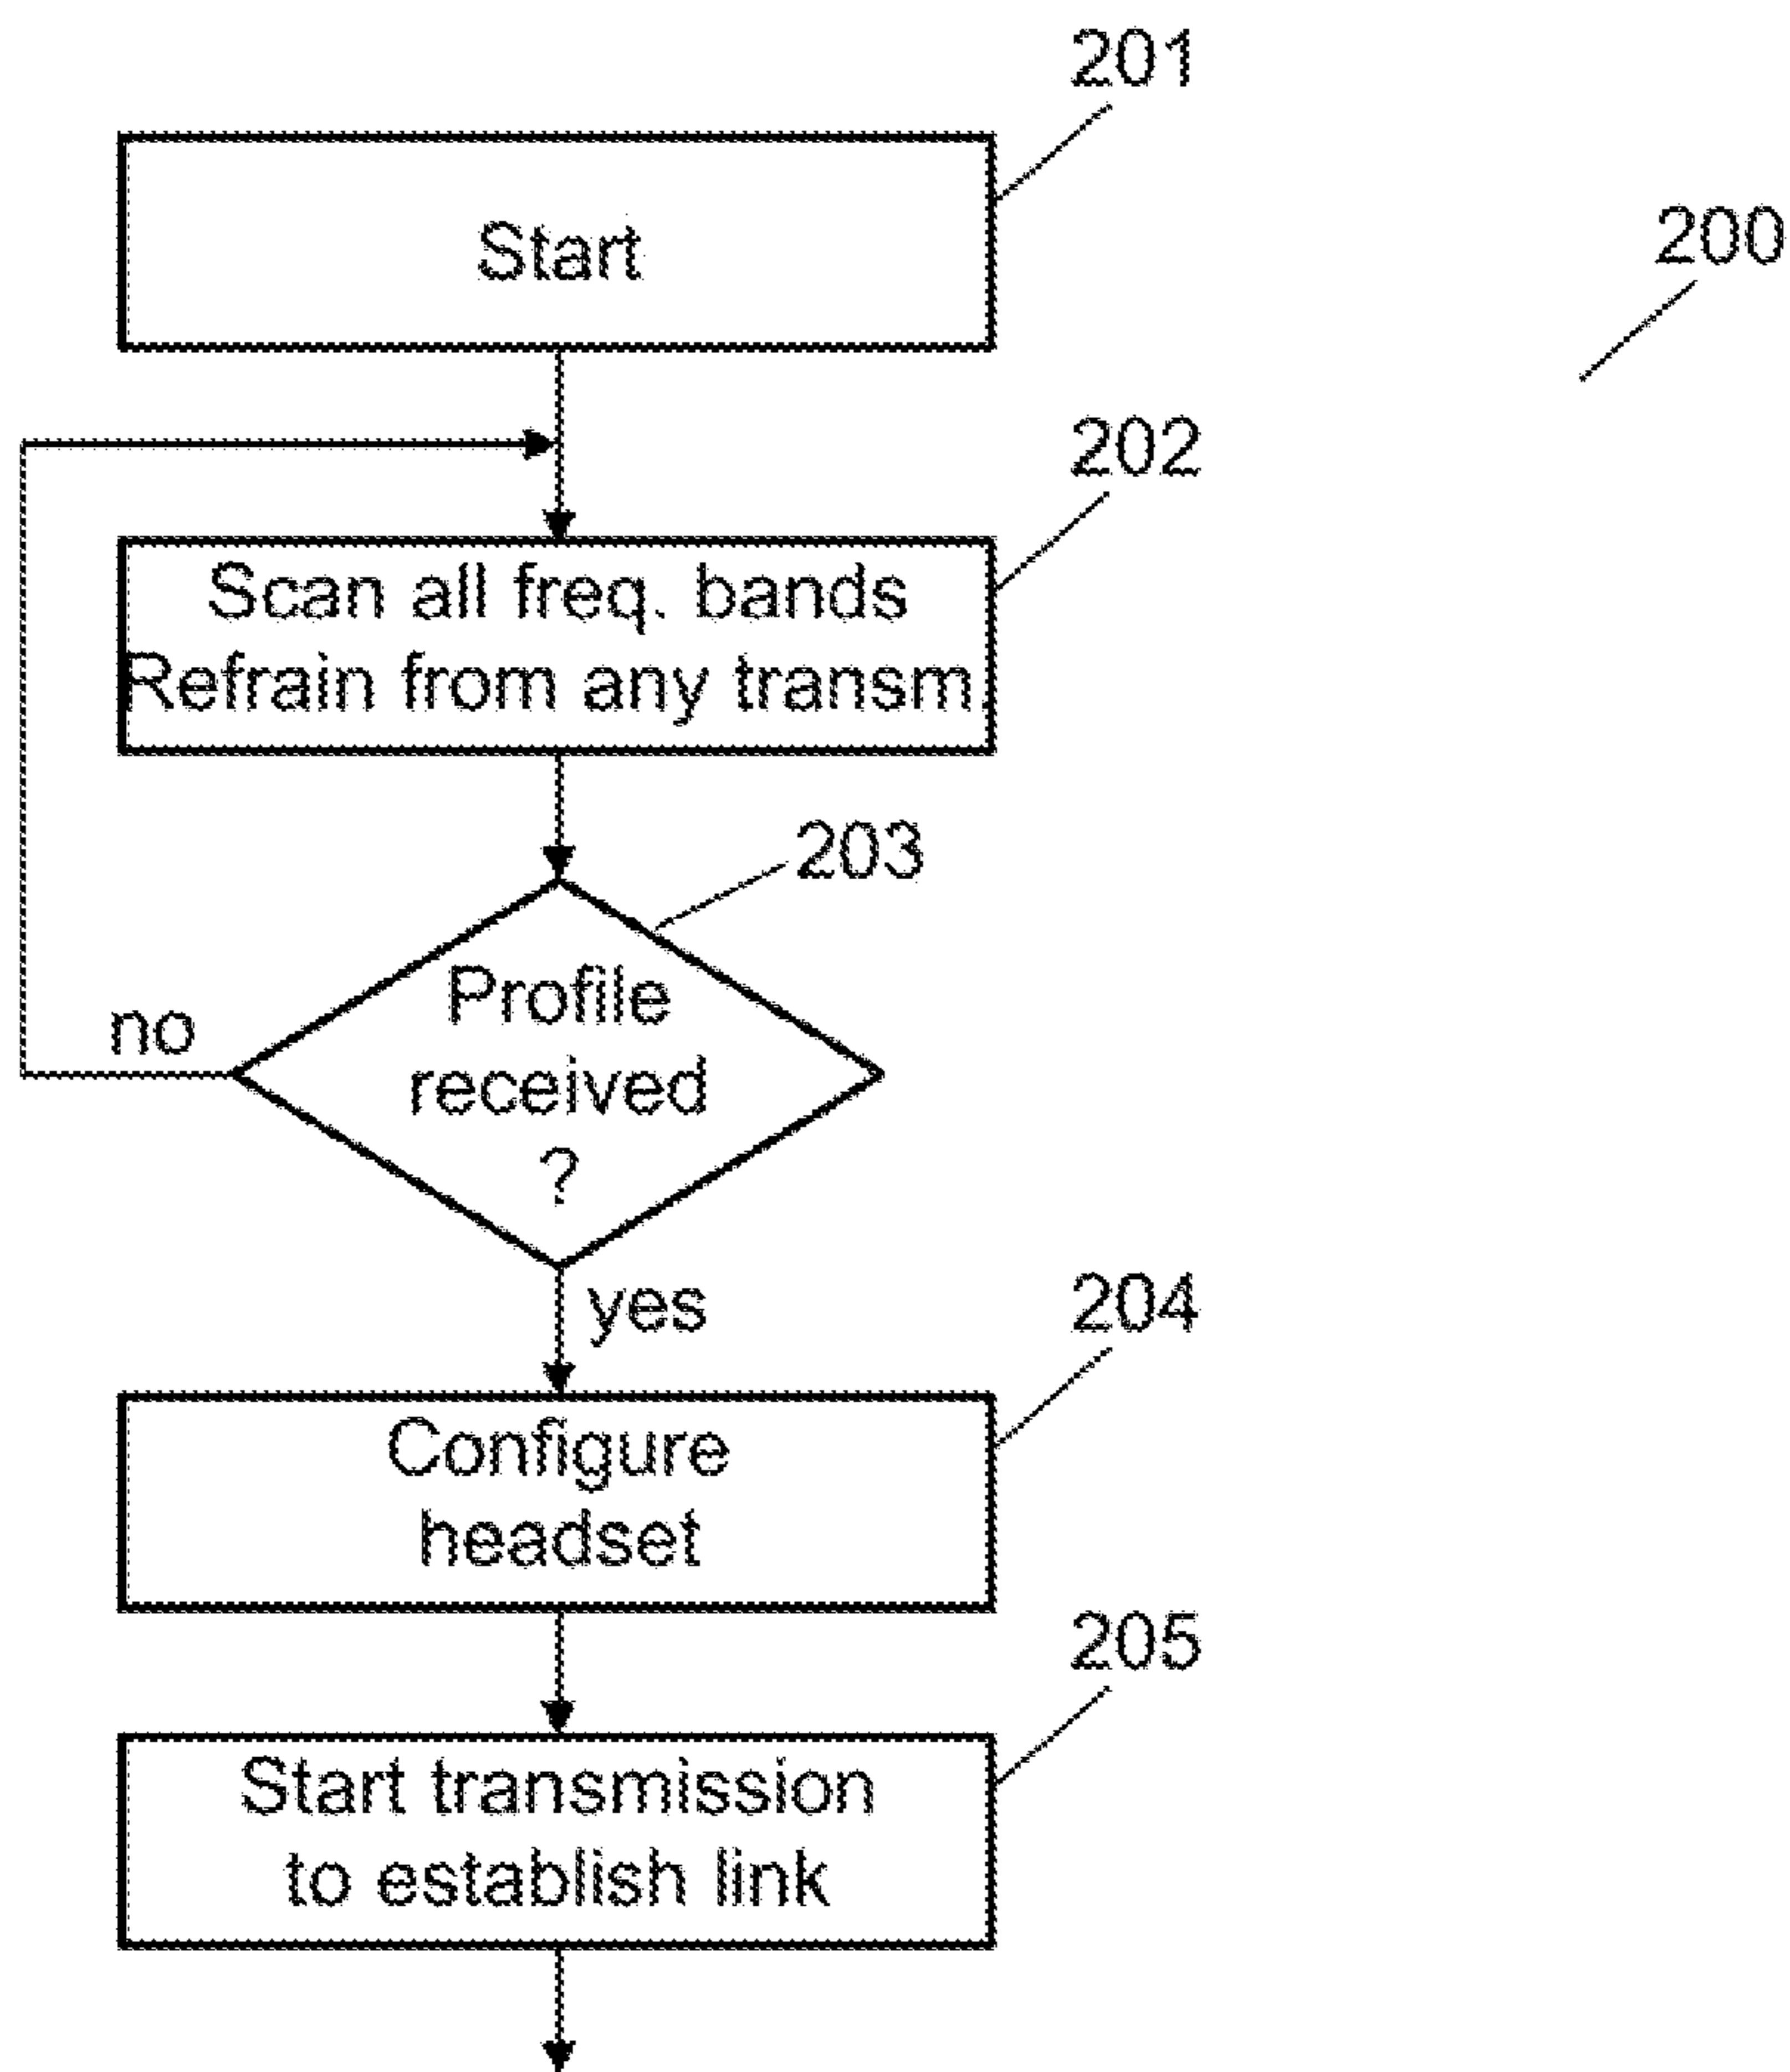 201
Start
200
202
Scan all freq. bands
Refrain from any transm.
203
Profile
received
?
no
yes
204
Configure
headset
205
Start transmission
to establish link